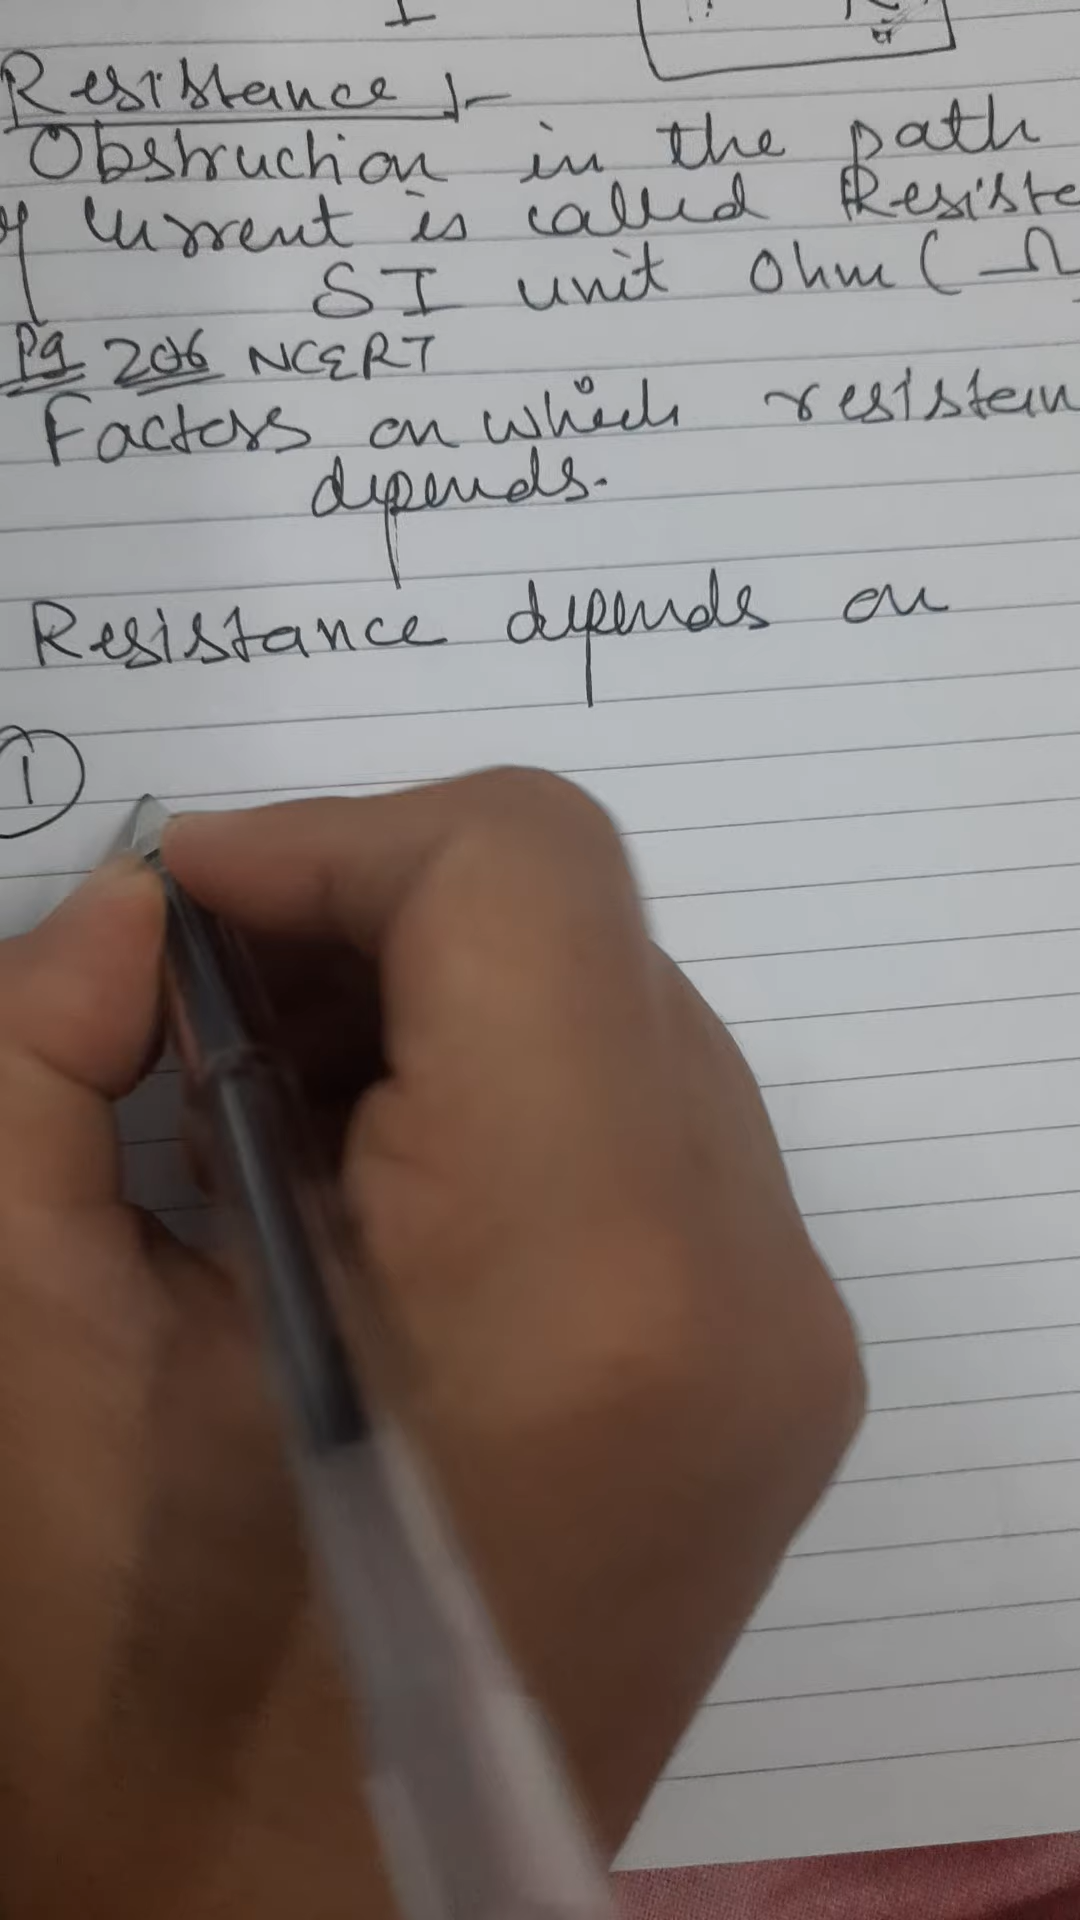 I
Resistance :-
Obstruction in the path
of current is called Resiste
SI unit Ohm ( Ω
Pg 206 NCERT
Factors on which resistan
depends.
Resistance depends on
1